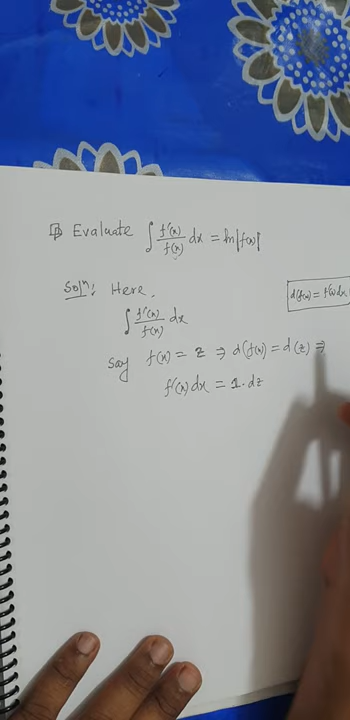 Evaluate ∫ f'(x)/f(x) dx = ln|f(x)|
Solⁿ: Here,
∫ f'(x)/f(x) dx
d(f(x)) = f'(x) dx
say f(x) = z ⇒ d(f(x)) = d(z) ⇒
f'(x) dx = 1. dz